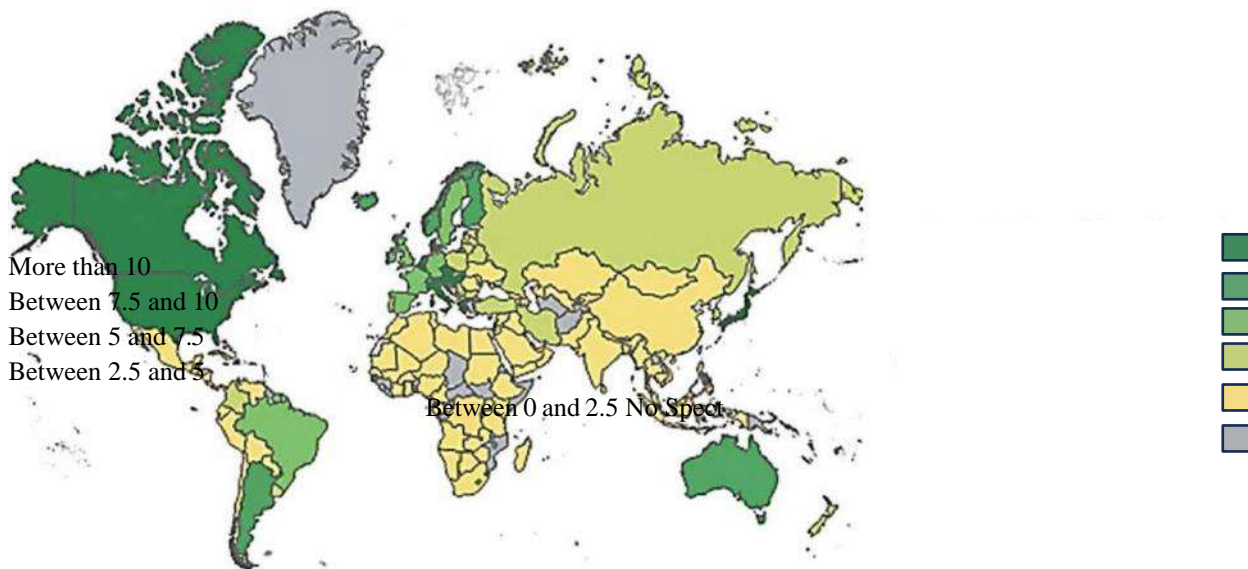 More than 10
Between 7.5 and 10
Between 5 and 7.5
Between 2.5 and 5
Between 0 and 2.5 No Spect